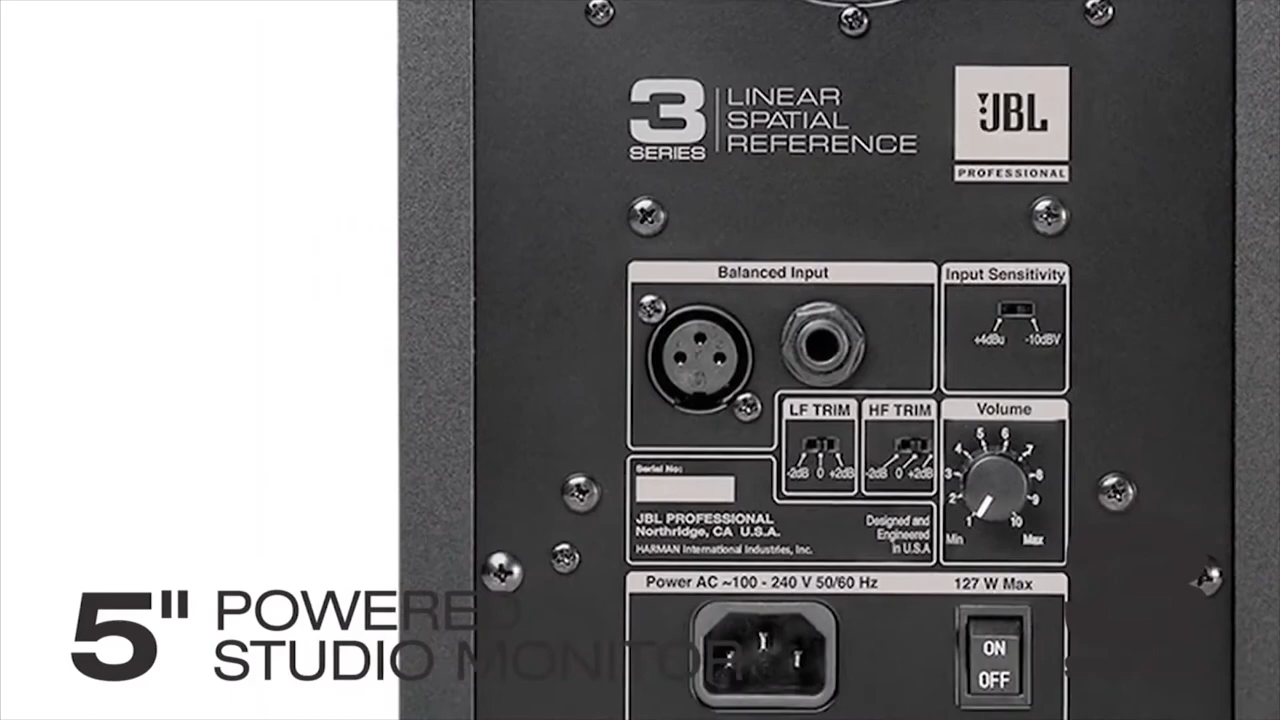 3
SERIES
LINEAR
SPATIAL
REFERENCE
JBL
PROFESSIONAL
Balanced Input
Input Sensitivity
+4dBu -10dBV
LF TRIM
HF TRIM
Volume
-2dB 0 +2dB
-2dB 0 +2dB
1 2 3 4 5 6 7 8 9 10
Min Max
Serial No:
JBL PROFESSIONAL
Northridge, CA U.S.A.
HARMAN International Industries, Inc.
Designed and
Engineered
in U.S.A
Power AC ~100 - 240 V 50/60 Hz
127 W Max
ON
OFF
5" POWERED
STUDIO MONITOR